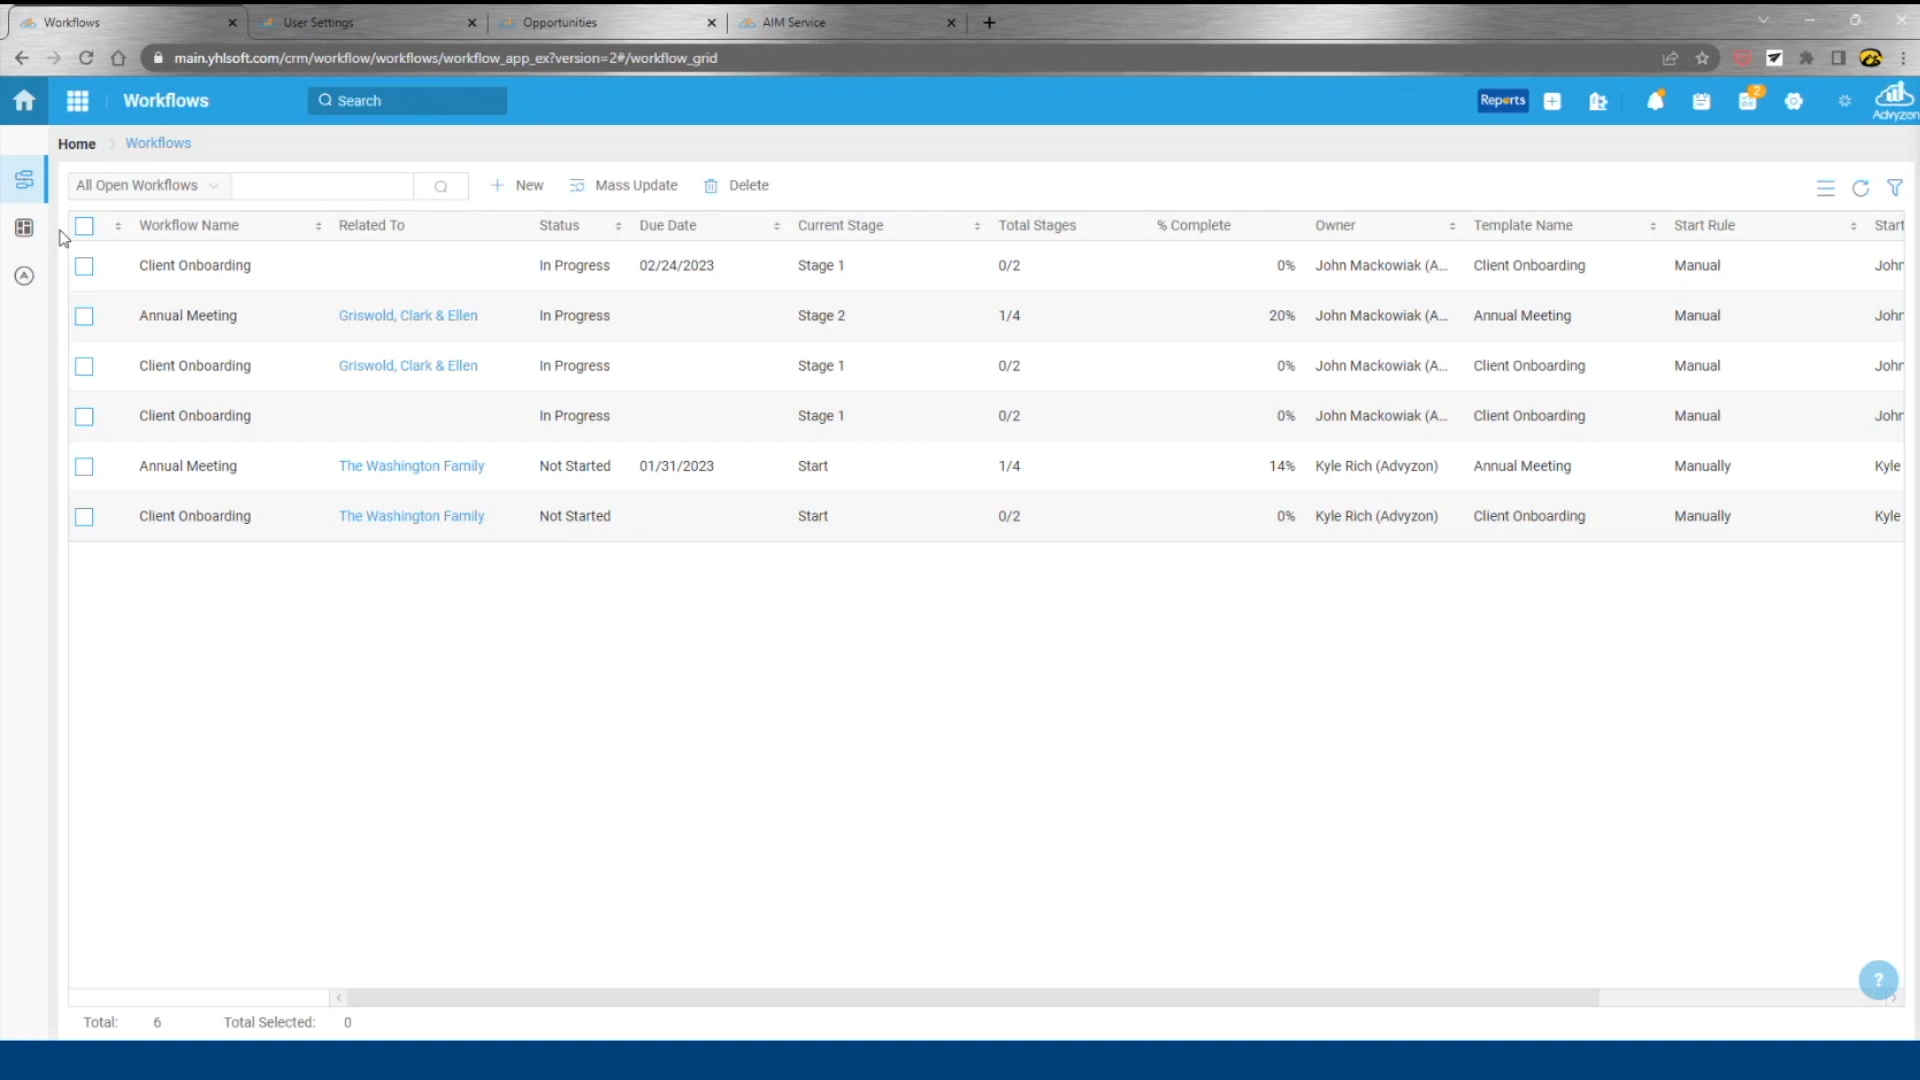 Workflows
User Settings
Opportunities
AIM Service
main.yhlsoft.com/crm/workflow/workflows/workflow_app_ex?version=2#/workflow_grid
Workflows
Search
Reports
2
Advyzon
Home
Workflows
All Open Workflows
New
Mass Update
Delete
Workflow Name Related To Status Due Date Current Stage Total Stages % Complete Owner Template Name Start Rule Start
Client Onboarding In Progress 02/24/2023 Stage 1 0/2 0% John Mackowiak (A... Client Onboarding Manual John
Annual Meeting Griswold, Clark & Ellen In Progress Stage 2 1/4 20% John Mackowiak (A... Annual Meeting Manual John
Client Onboarding Griswold, Clark & Ellen In Progress Stage 1 0/2 0% John Mackowiak (A... Client Onboarding Manual John
Client Onboarding In Progress Stage 1 0/2 0% John Mackowiak (A... Client Onboarding Manual John
Annual Meeting The Washington Family Not Started 01/31/2023 Start 1/4 14% Kyle Rich (Advyzon) Annual Meeting Manually Kyle
Client Onboarding The Washington Family Not Started Start 0/2 0% Kyle Rich (Advyzon) Client Onboarding Manually Kyle
?
Total: 6 Total Selected: 0